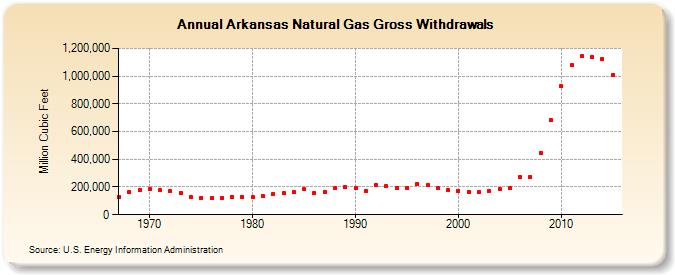 Annual Arkansas Natural Gas Gross Withdrawals
Million Cubic Feet
1,200,000
1,000,000
800,000
600,000
400,000
200,000
0
1970 1980 1990 2000 2010
Source: U.S. Energy Information Administration